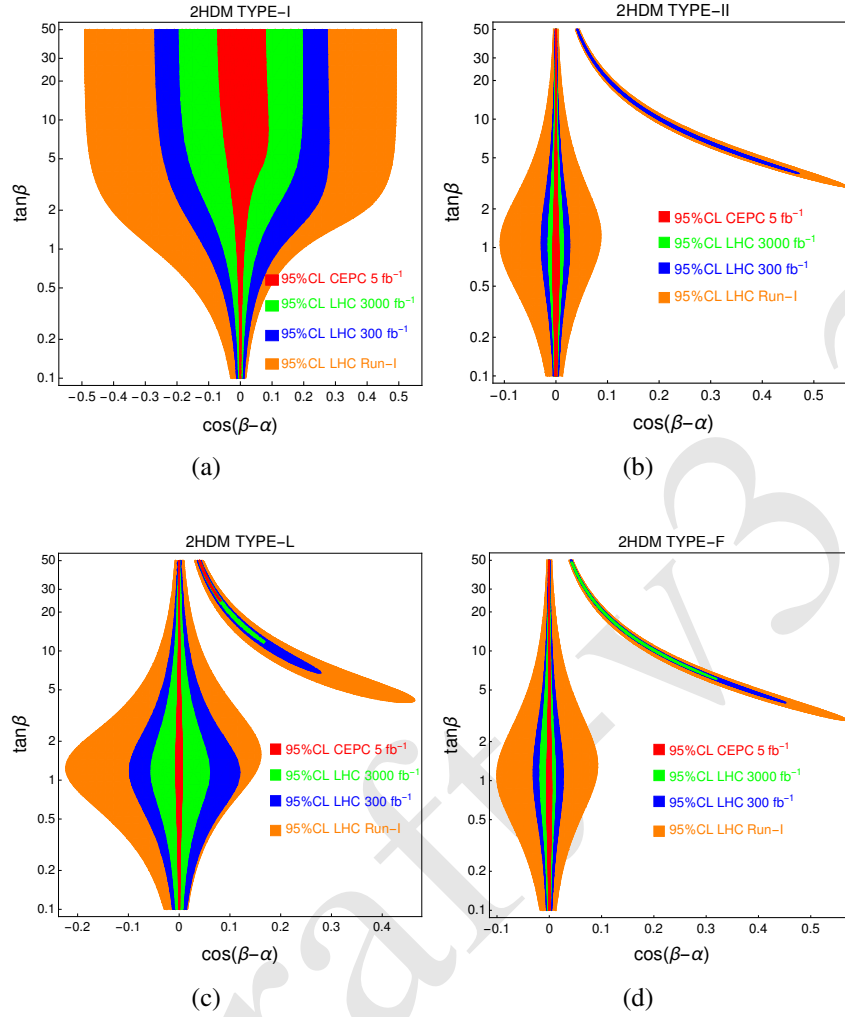 2HDM TYPE-I
50
20
10
5
2
1
0.5
0.2
0.1
tanβ
95%CL CEPC 5 fb⁻¹
95%CL LHC 3000 fb⁻¹
95%CL LHC 300 fb⁻¹
95%CL LHC Run-I
-0.5 -0.4 -0.3 -0.2 -0.1 0.0 0.1 0.2 0.3 0.4 0.5
cos(β-α)
(a)
2HDM TYPE-II
50
20
10
5
2
1
0.5
0.2
0.1
tanβ
95%CL CEPC 5 fb⁻¹
95%CL LHC 3000 fb⁻¹
95%CL LHC 300 fb⁻¹
95%CL LHC Run-I
-0.1 0 0.1 0.2 0.3 0.4 0.5
cos(β-α)
(b)
2HDM TYPE-L
50
20
10
5
2
1
0.5
0.1
tanβ
95%CL CEPC 5 fb⁻¹
95%CL LHC 3000 fb⁻¹
95%CL LHC 300 fb⁻¹
95%CL LHC Run-I
-0.2 -0.1 0 0.1 0.2 0.3 0.4
cos(β-α)
(c)
2HDM TYPE-F
50
20
10
5
2
1
0.5
0.2
0.1
tanβ
95%CL CEPC 5 fb⁻¹
95%CL LHC 3000 fb⁻¹
95%CL LHC 300 fb⁻¹
95%CL LHC Run-I
-0.1 0 0.1 0.2 0.3 0.4 0.5
cos(β-α)
(d)
raft-v3